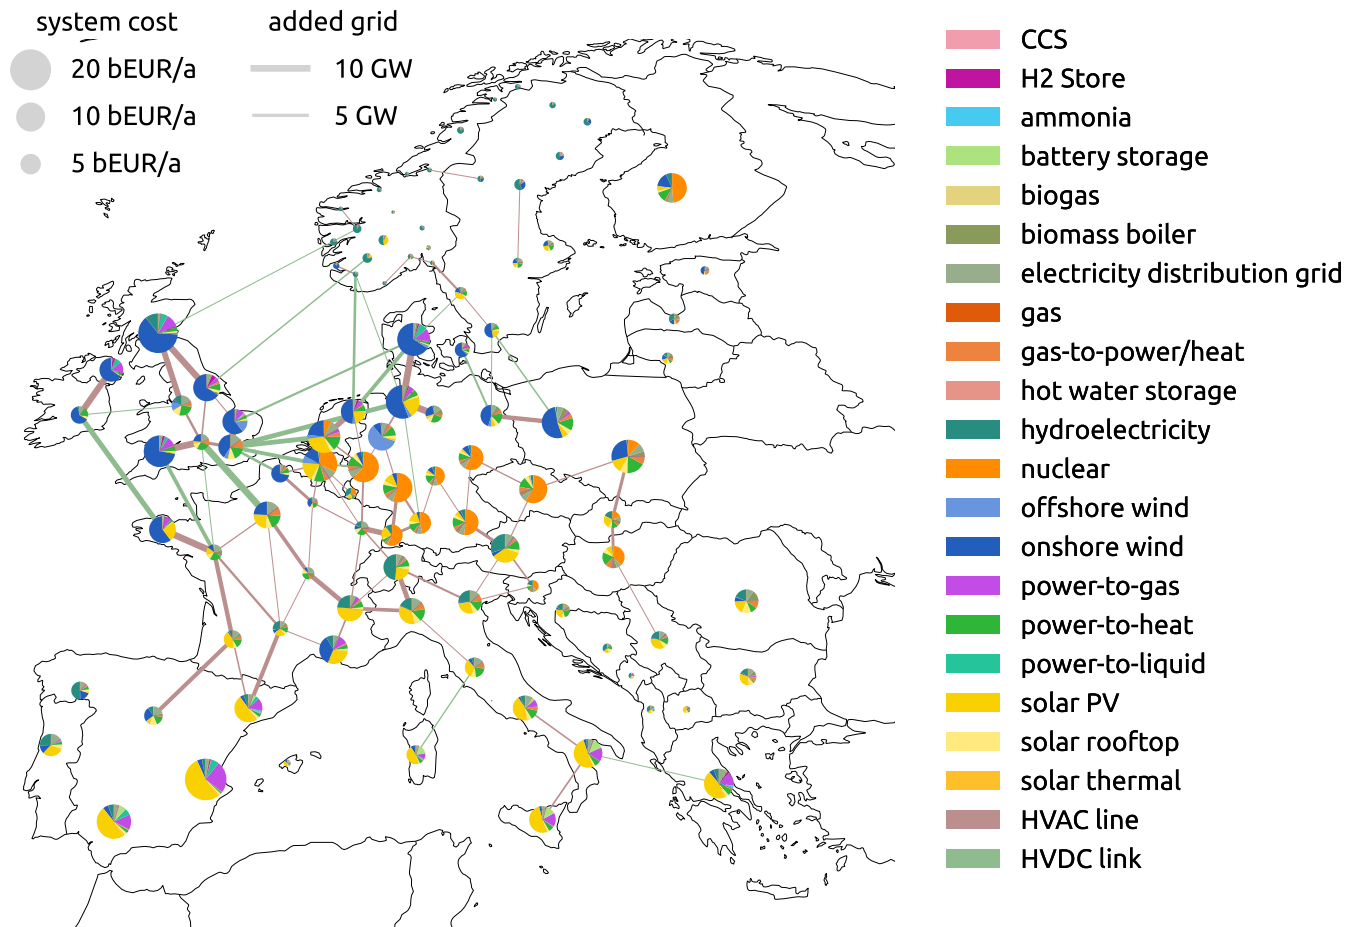 system cost
added grid
20 bEUR/a
10 GW
10 bEUR/a
5 GW
5 bEUR/a
CCS
H2 Store
ammonia
battery storage
biogas
biomass boiler
electricity distribution grid
gas
gas-to-power/heat
hot water storage
hydroelectricity
nuclear
offshore wind
onshore wind
power-to-gas
power-to-heat
power-to-liquid
solar PV
solar rooftop
solar thermal
HVAC line
HVDC link